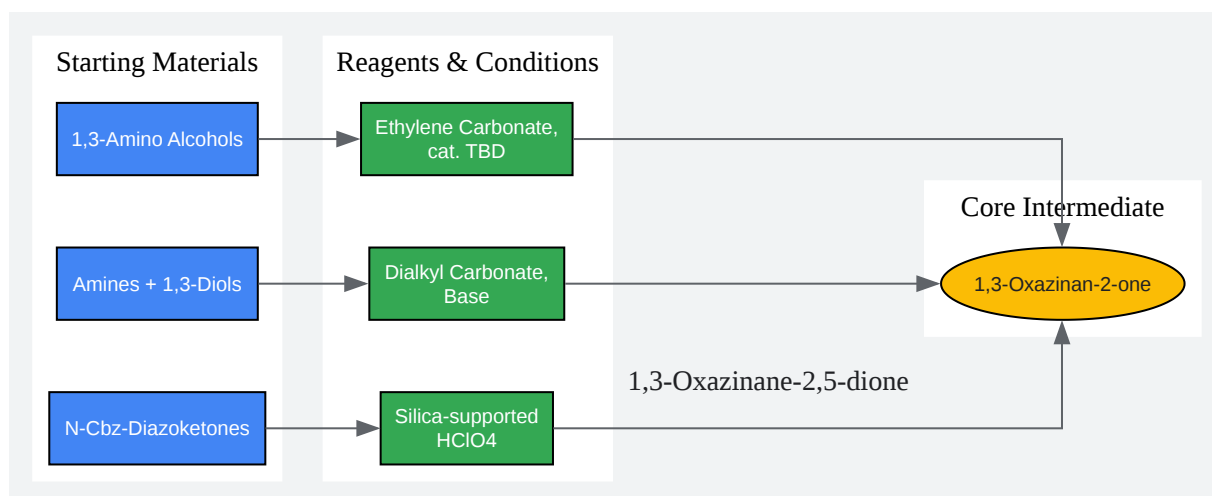 Starting Materials
Reagents & Conditions
1,3-Amino Alcohols
Ethylene Carbonate,
cat. TBD
Core Intermediate
Amines + 1,3-Diols
Dialkyl Carbonate,
Base
1,3-Oxazinan-2-one
1,3-Oxazinane-2,5-dione
N-Cbz-Diazoketones
Silica-supported
HClO4